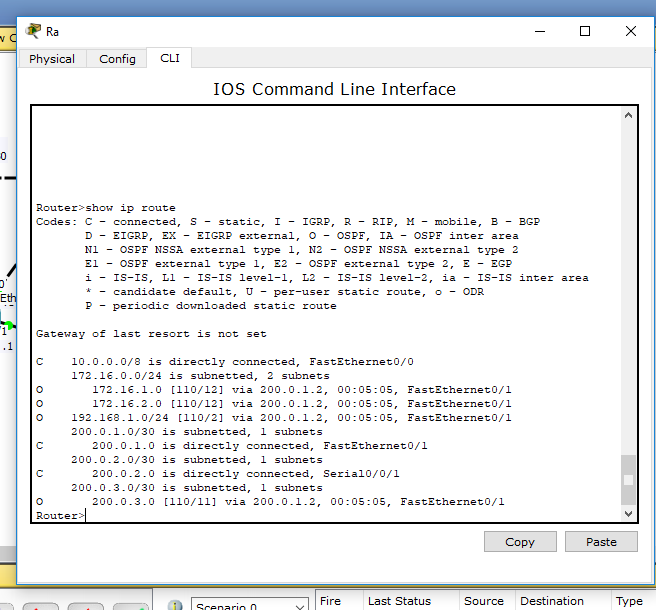 w C
Ra
Physical Config CLI
IOS Command Line Interface
Router>show ip route
Codes: C - connected, S - static, I - IGRP, R - RIP, M - mobile, B - BGP
D - EIGRP, EX - EIGRP external, O - OSPF, IA - OSPF inter area
N1 - OSPF NSSA external type 1, N2 - OSPF NSSA external type 2
E1 - OSPF external type 1, E2 - OSPF external type 2, E - EGP
i - IS-IS, L1 - IS-IS level-1, L2 - IS-IS level-2, ia - IS-IS inter area
* - candidate default, U - per-user static route, o - ODR
P - periodic downloaded static route
Gateway of last resort is not set
C 10.0.0.0/8 is directly connected, FastEthernet0/0
172.16.0.0/24 is subnetted, 2 subnets
O 172.16.1.0 [110/12] via 200.0.1.2, 00:05:05, FastEthernet0/1
O 172.16.2.0 [110/12] via 200.0.1.2, 00:05:05, FastEthernet0/1
O 192.168.1.0/24 [110/2] via 200.0.1.2, 00:05:05, FastEthernet0/1
200.0.1.0/30 is subnetted, 1 subnets
C 200.0.1.0 is directly connected, FastEthernet0/1
200.0.2.0/30 is subnetted, 1 subnets
C 200.0.2.0 is directly connected, Serial0/0/1
200.0.3.0/30 is subnetted, 1 subnets
O 200.0.3.0 [110/11] via 200.0.1.2, 00:05:05, FastEthernet0/1
Router>
Copy Paste
0
Eth
1
.1
Scenario 0
Fire Last Status Source Destination Type